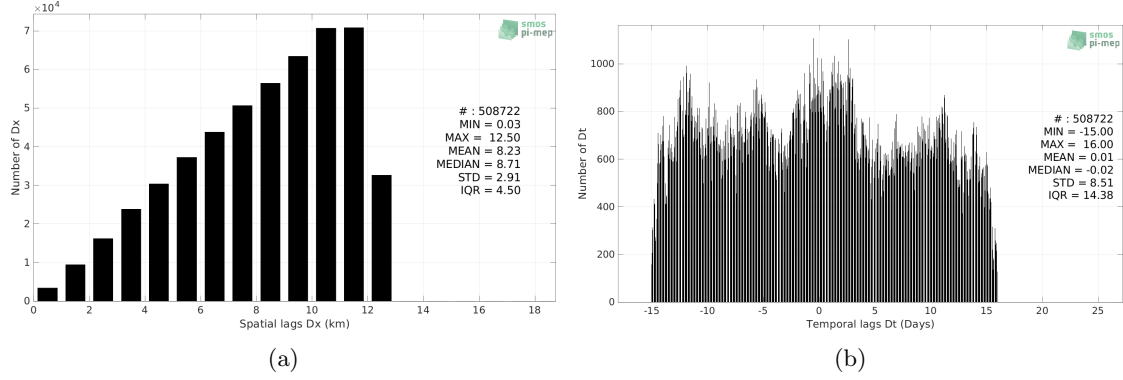 ×10⁴
7
6
5
4
3
2
1
0
Number of Dx
0 2 4 6 8 10 12 14 16 18
Spatial lags Dx (km)
smos
pi-mep
# : 508722
MIN = 0.03
MAX = 12.50
MEAN = 8.23
MEDIAN = 8.71
STD = 2.91
IQR = 4.50
(a)
1000
800
600
400
200
0
Number of Dt
-15 -10 -5 0 5 10 15 20 25
Temporal lags Dt (Days)
smos
pi-mep
# : 508722
MIN = -15.00
MAX = 16.00
MEAN = 0.01
MEDIAN = -0.02
STD = 8.51
IQR = 14.38
(b)